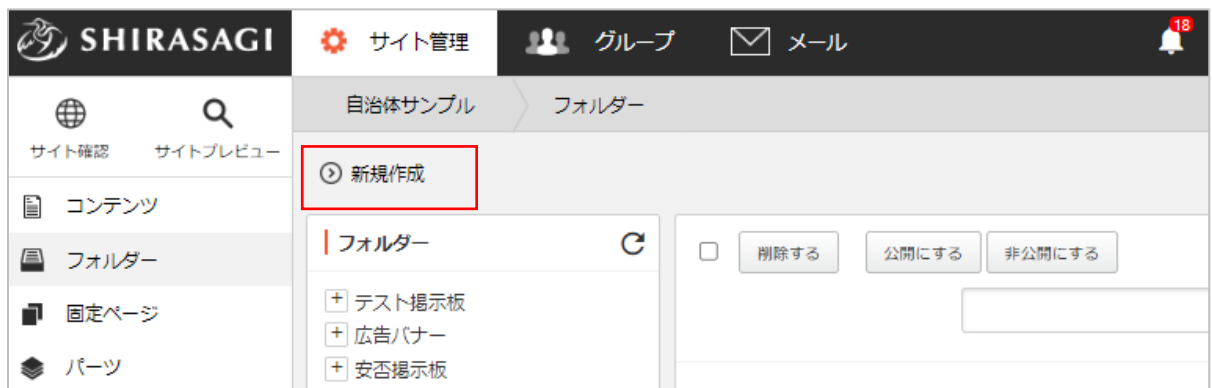 SHIRASAGI サイト管理 グループ メール 18
自治体サンプル フォルダー
サイト確認 サイトプレビュー
新規作成
コンテンツ
フォルダー
固定ページ
パーツ
フォルダー
テスト掲示板
広告バナー
安否掲示板
削除する 公開にする 非公開にする